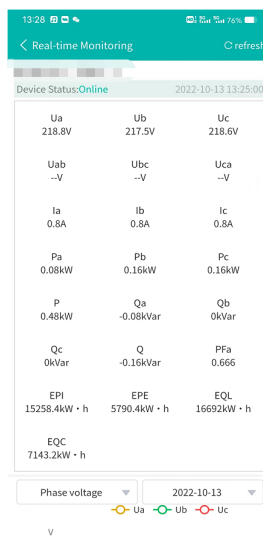 13:28 76%
Real-time Monitoring refresh
Device Status:Online 2022-10-13 13:25:00
Ua Ub Uc
218.8V 217.5V 218.6V
Uab Ubc Uca
--V --V --V
Ia Ib Ic
0.8A 0.8A 0.8A
Pa Pb Pc
0.08kW 0.16kW 0.16kW
P Qa Qb
0.48kW -0.08kVar 0kVar
Qc Q PFa
0kVar -0.16kVar 0.666
EPI EPE EQL
15258.4kW・h 5790.4kW・h 16692kW・h
EQC
7143.2kW・h
Phase voltage 2022-10-13
Ua Ub Uc
V